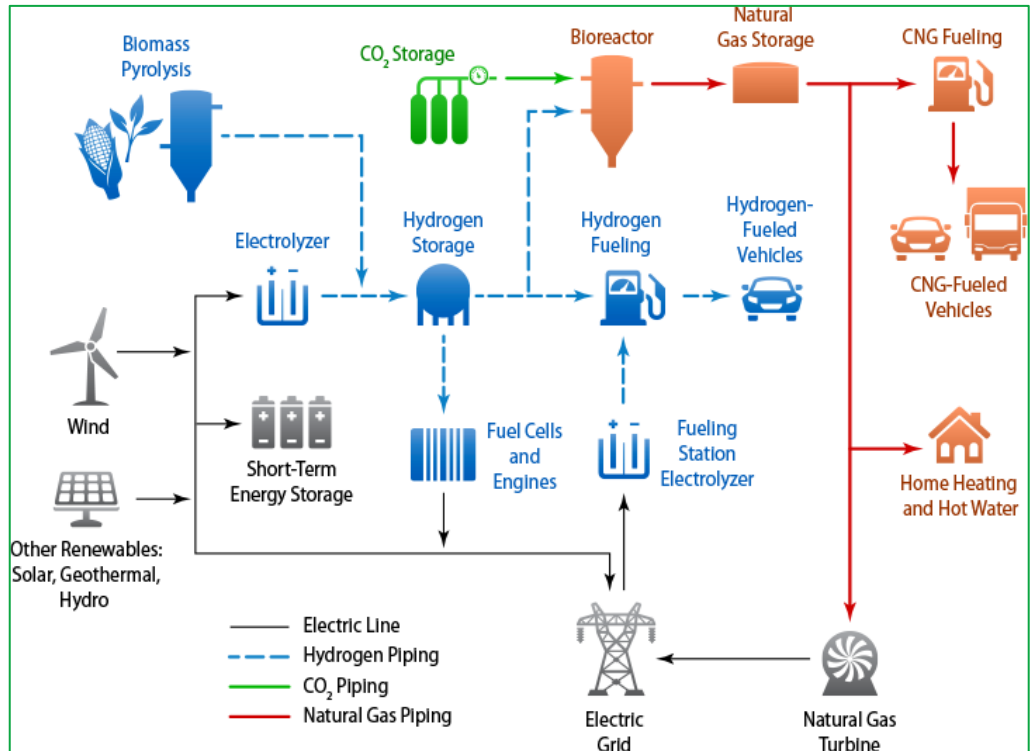 Biomass
Pyrolysis
CO₂ Storage
Bioreactor
Natural
Gas Storage
CNG Fueling
Electrolyzer
Hydrogen
Storage
Hydrogen
Fueling
Hydrogen-
Fueled
Vehicles
CNG-Fueled
Vehicles
Wind
Short-Term
Energy Storage
Fuel Cells
and
Engines
Fueling
Station
Electrolyzer
Home Heating
and Hot Water
Other Renewables:
Solar, Geothermal,
Hydro
Electric Line
Hydrogen Piping
CO₂ Piping
Natural Gas Piping
Electric
Grid
Natural Gas
Turbine